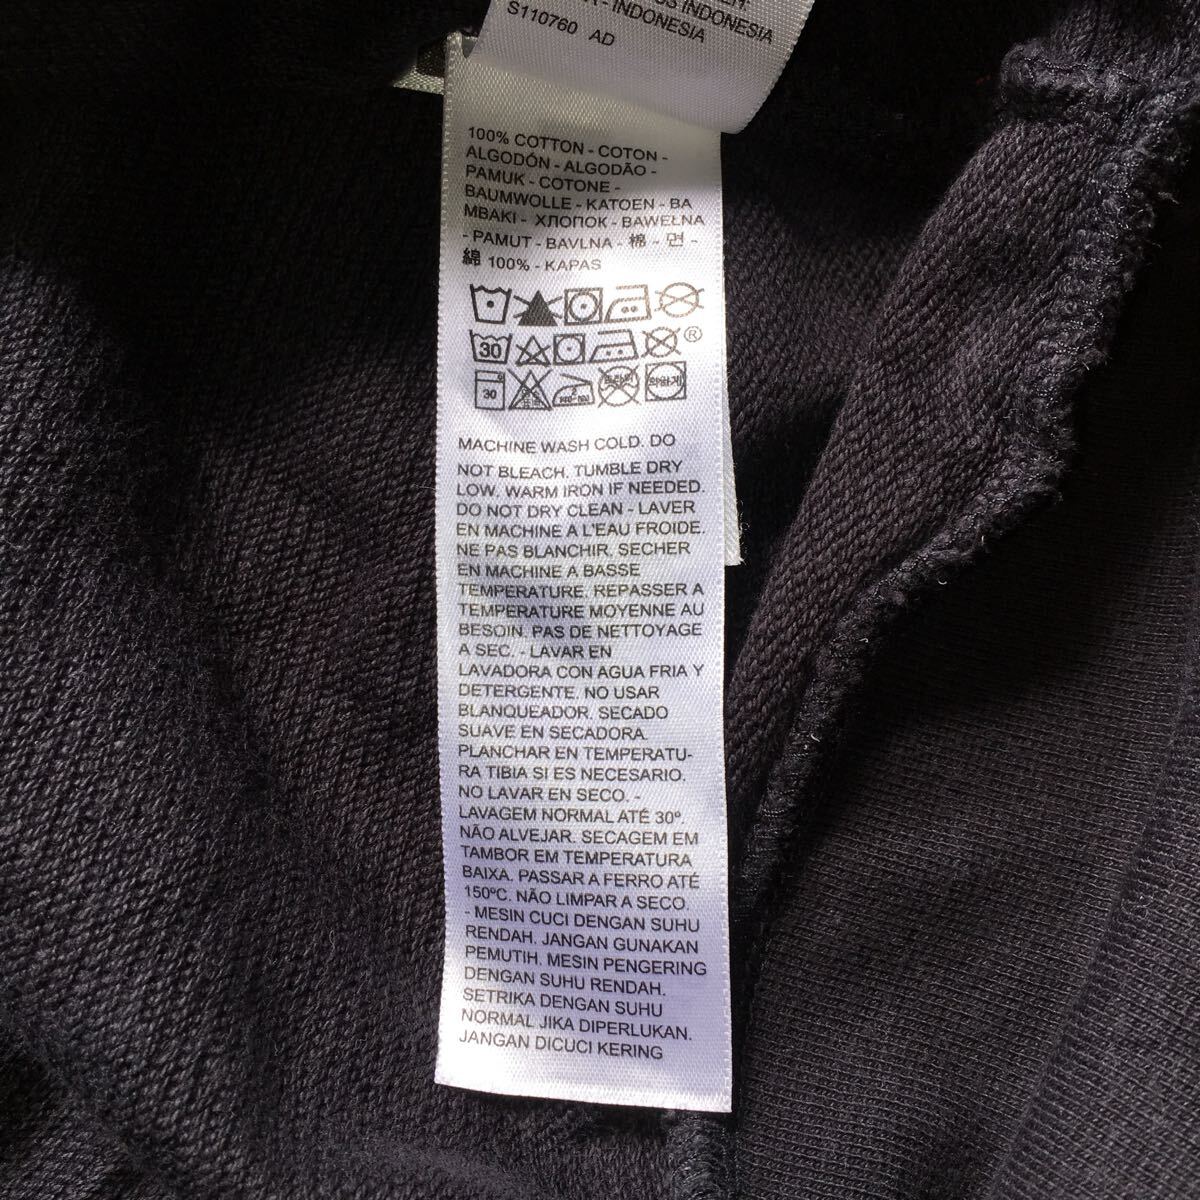 US INDONESIA
- INDONESIA
S110760 AD
100% COTTON - COTON -
ALGODÓN - ALGODÃO -
PAMUK - COTONE -
BAUMWOLLE - KATOEN - BA
MBAKI - ХЛОПОК - BAWEŁNA
- PAMUT - BAVLNA - 棉 - 면 -
綿 100% - KAPAS
®
30
30
MACHINE WASH COLD. DO
NOT BLEACH. TUMBLE DRY
LOW. WARM IRON IF NEEDED.
DO NOT DRY CLEAN - LAVER
EN MACHINE A L'EAU FROIDE.
NE PAS BLANCHIR. SECHER
EN MACHINE A BASSE
TEMPERATURE. REPASSER A
TEMPERATURE MOYENNE AU
BESOIN. PAS DE NETTOYAGE
A SEC. - LAVAR EN
LAVADORA CON AGUA FRIA Y
DETERGENTE. NO USAR
BLANQUEADOR. SECADO
SUAVE EN SECADORA.
PLANCHAR EN TEMPERATU-
RA TIBIA SI ES NECESARIO.
NO LAVAR EN SECO. -
LAVAGEM NORMAL ATÉ 30º.
NÃO ALVEJAR. SECAGEM EM
TAMBOR EM TEMPERATURA
BAIXA. PASSAR A FERRO ATÉ
150ºC. NÃO LIMPAR A SECO.
- MESIN CUCI DENGAN SUHU
RENDAH. JANGAN GUNAKAN
PEMUTIH. MESIN PENGERING
DENGAN SUHU RENDAH.
SETRIKA DENGAN SUHU
NORMAL JIKA DIPERLUKAN.
JANGAN DICUCI KERING